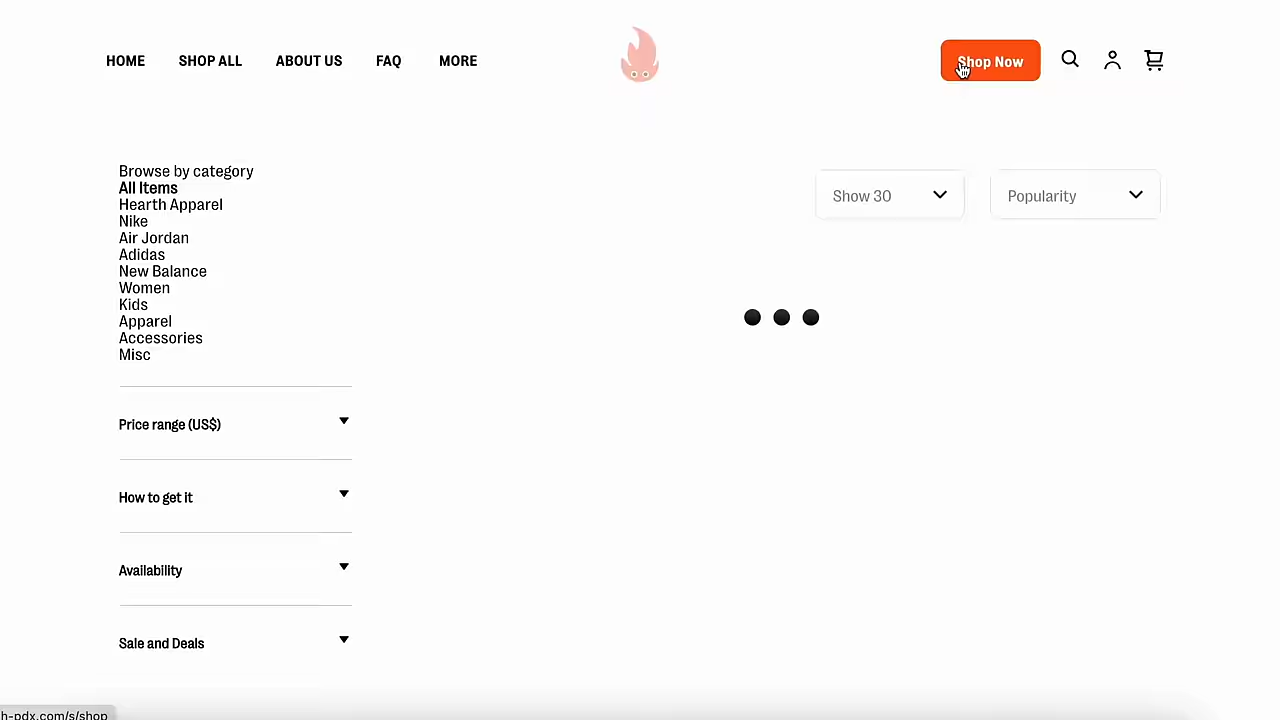 HOME SHOP ALL ABOUT US FAQ MORE Shop Now
Browse by category
All Items
Hearth Apparel
Nike
Air Jordan
Adidas
New Balance
Women
Kids
Apparel
Accessories
Misc
Show 30 Popularity
Price range (US$)
How to get it
Availability
Sale and Deals
h-pdx.com/s/shop